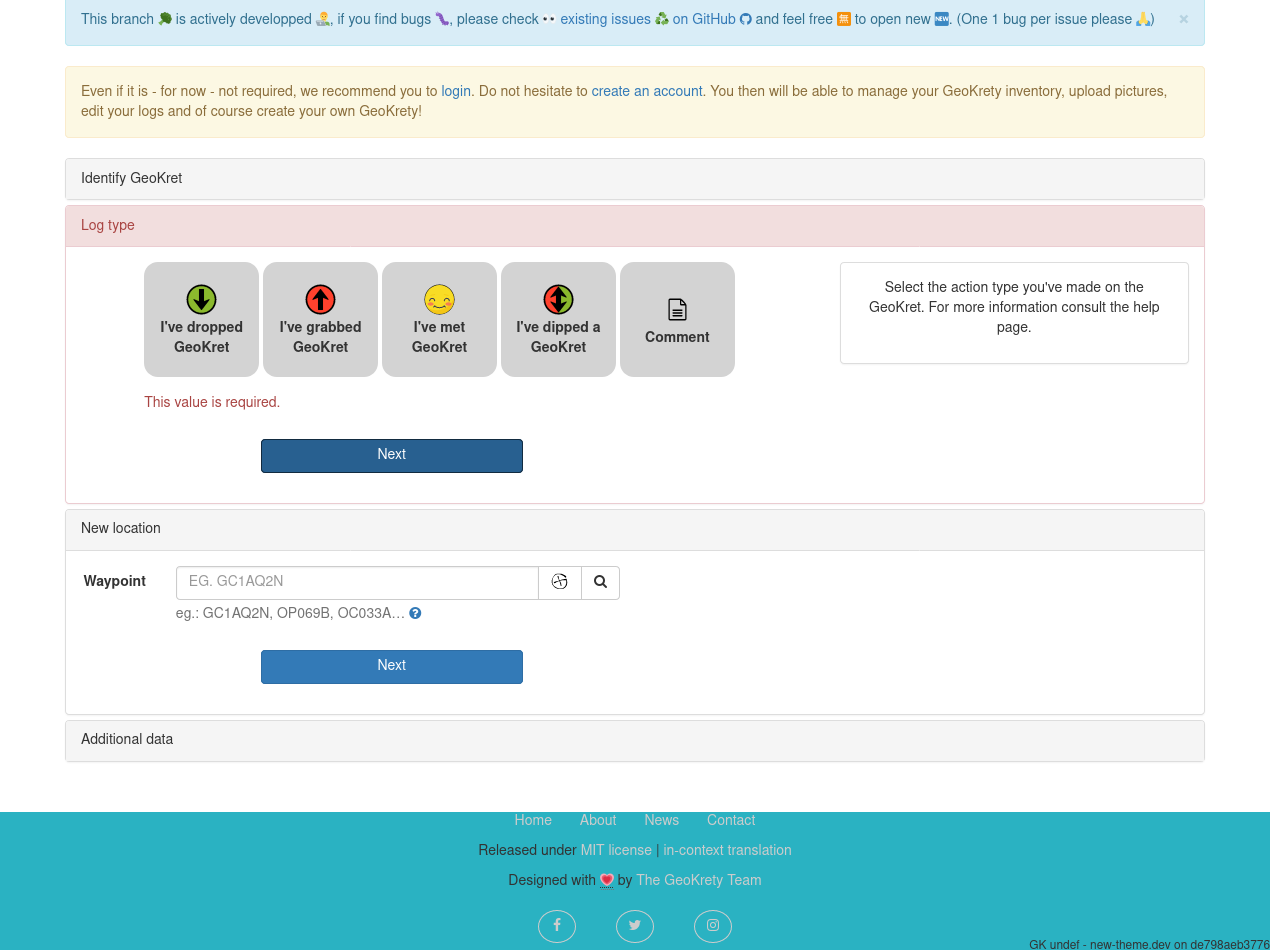 This branch 🥦 is actively developped 👨‍🔬, if you find bugs 🐛, please check 👀 existing issues ♻️ on GitHub and feel free 🈚 to open new 🆕. (One 1 bug per issue please 🙏)
×
Even if it is - for now - not required, we recommend you to login. Do not hesitate to create an account. You then will be able to manage your GeoKrety inventory, upload pictures,
edit your logs and of course create your own GeoKrety!
Identify GeoKret
Log type
I've dropped
GeoKret
I've grabbed
GeoKret
I've met
GeoKret
I've dipped a
GeoKret
Comment
Select the action type you've made on the
GeoKret. For more information consult the help
page.
This value is required.
Next
New location
Waypoint
EG. GC1AQ2N
eg.: GC1AQ2N, OP069B, OC033A…
Next
Additional data
Home About News Contact
Released under MIT license | in-context translation
Designed with 💗 by The GeoKrety Team
GK undef - new-theme.dev on de798aeb3776